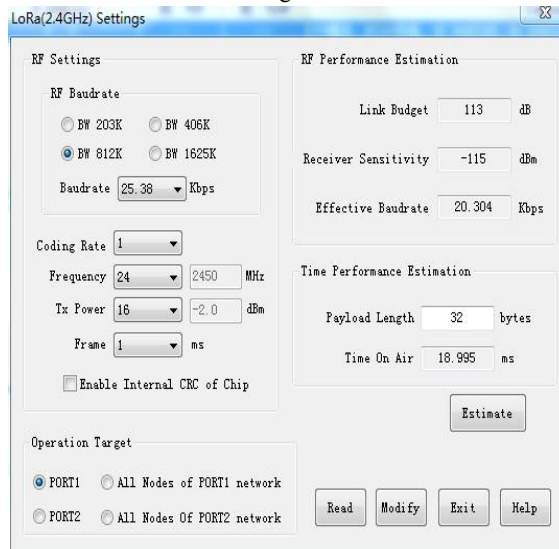 LoRa(2.4GHz) Settings
RF Settings
RF Baudrate
BW 203K BW 406K
BW 812K BW 1625K
Baudrate 25.38 Kbps
Coding Rate 1
Frequency 24 2450 MHz
Tx Power 16 -2.0 dBm
Frame 1 ms
Enable Internal CRC of Chip
RF Performance Estimation
Link Budget 113 dB
Receiver Sensitivity -115 dBm
Effective Baudrate 20.304 Kbps
Time Performance Estimation
Payload Length 32 bytes
Time On Air 18.995 ms
Estimate
Operation Target
PORT1 All Nodes of PORT1 network
PORT2 All Nodes Of PORT2 network
Read Modify Exit Help